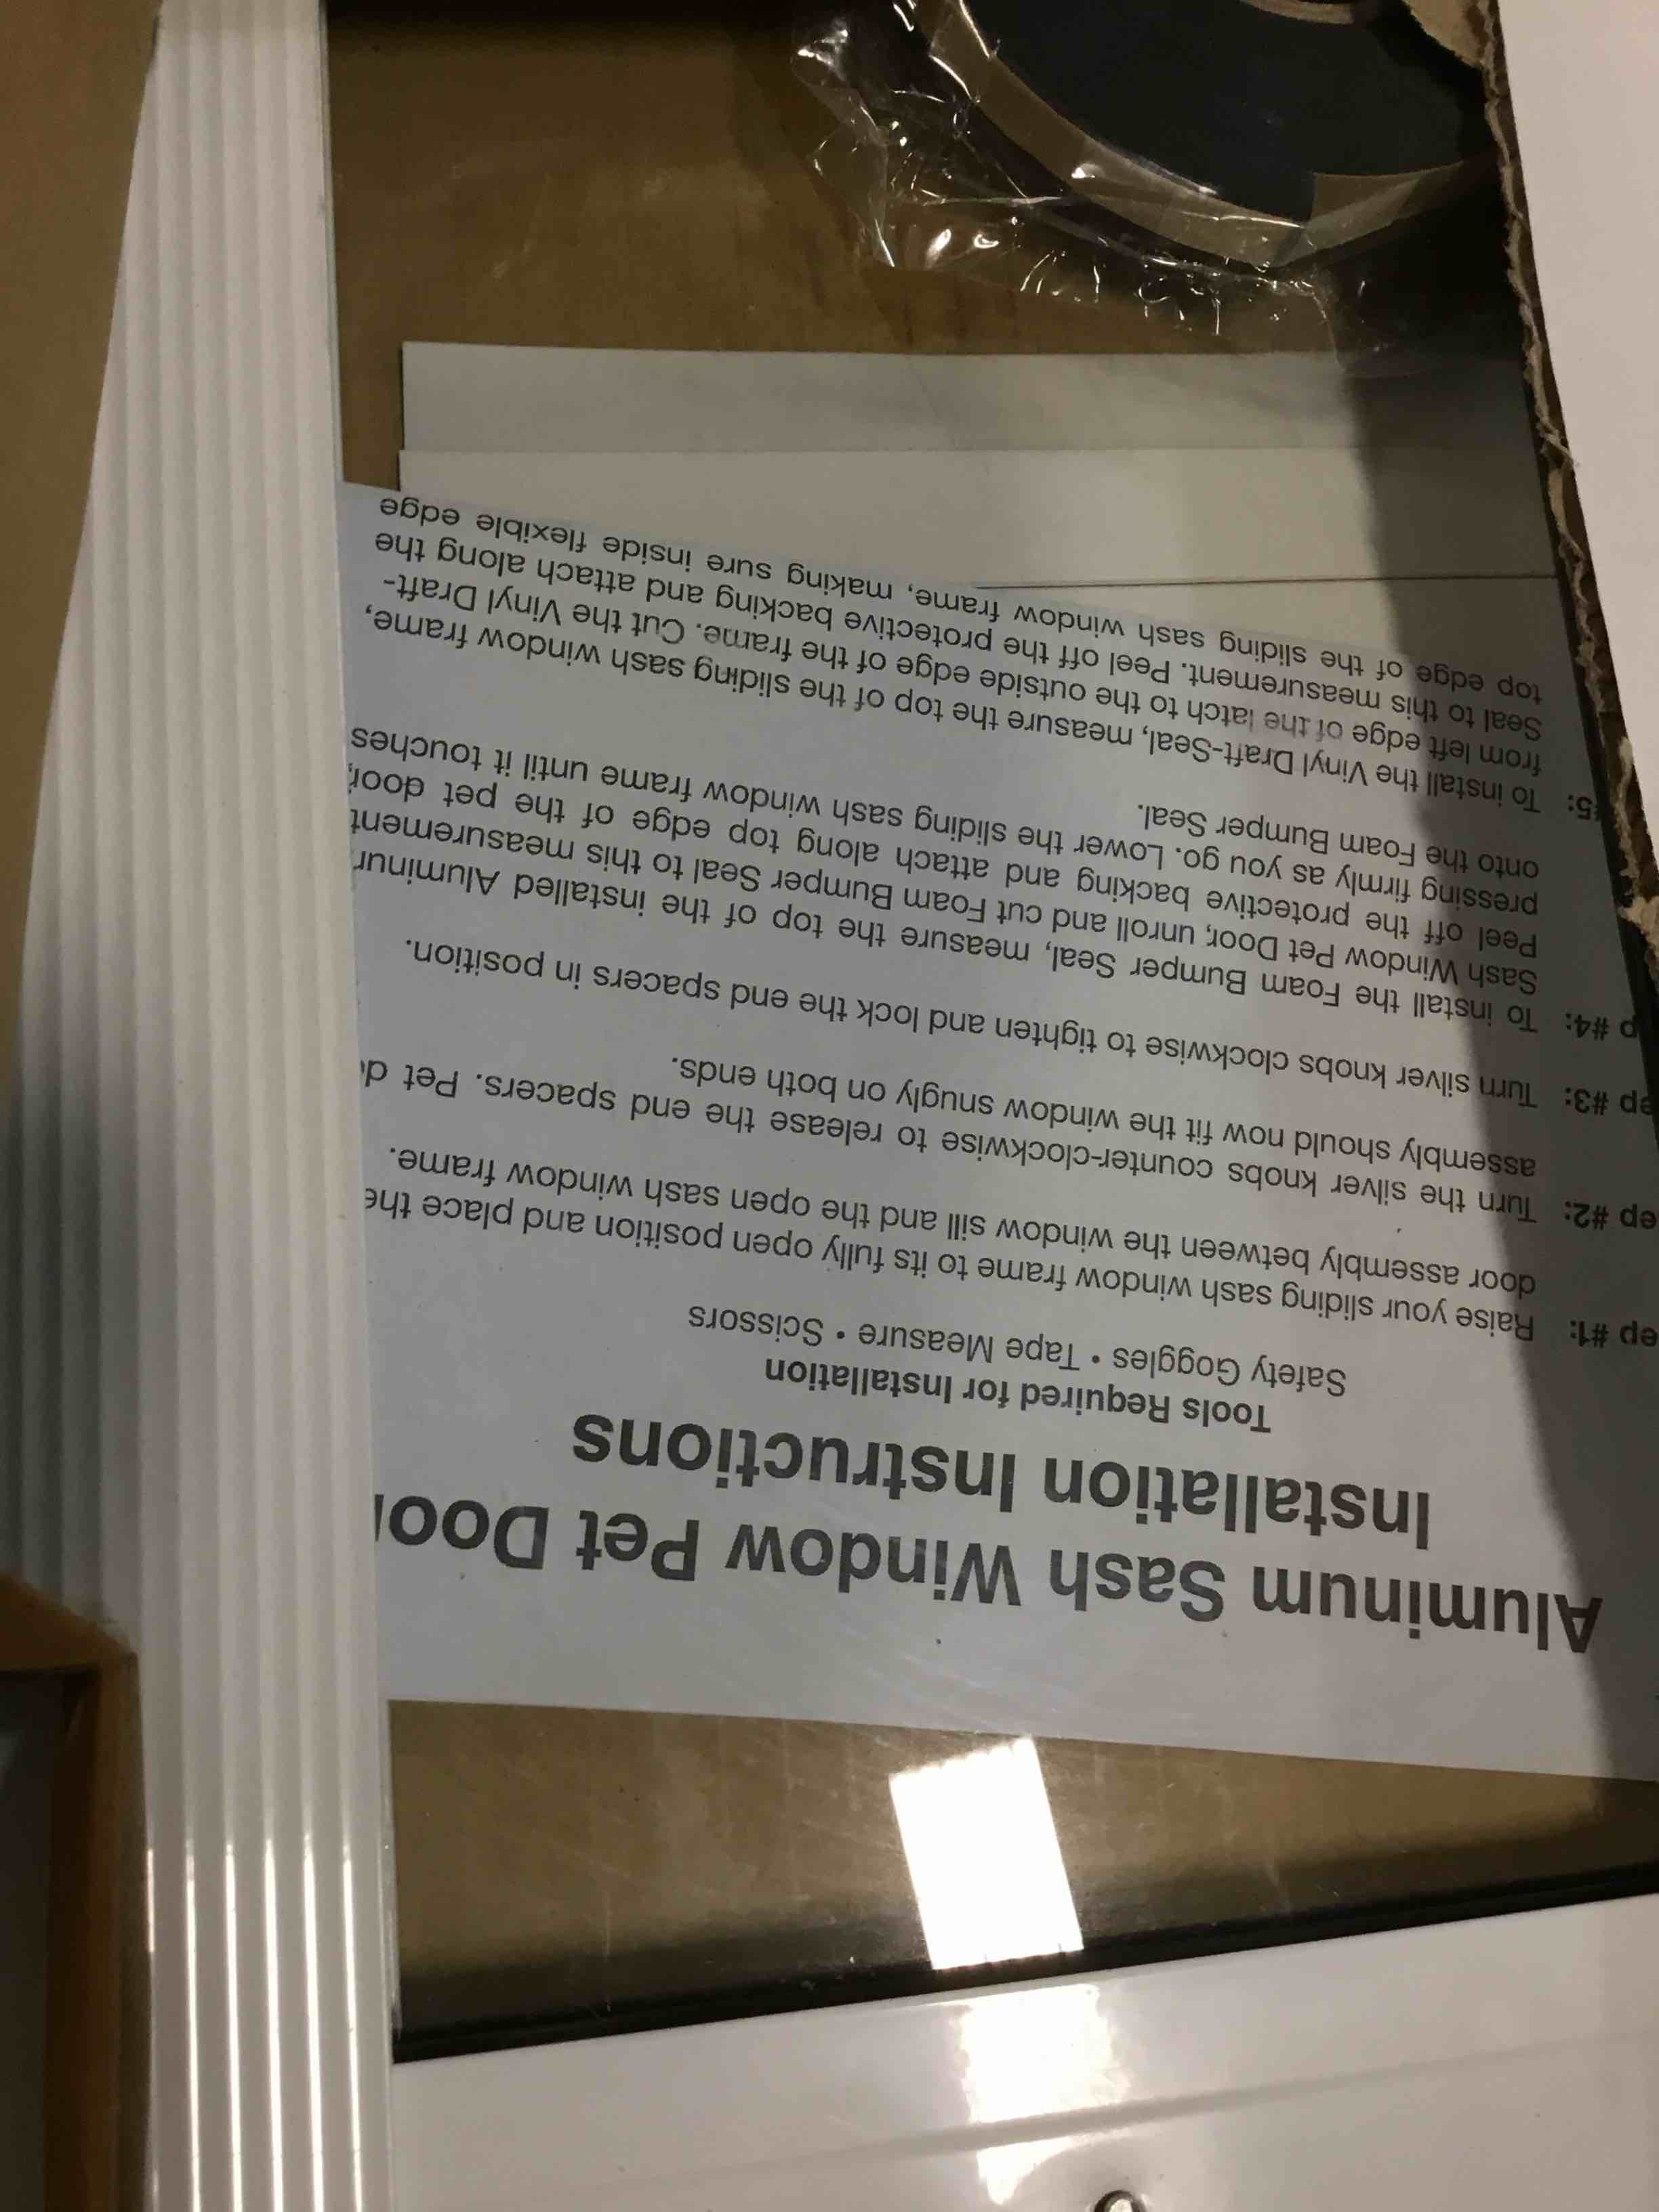 Aluminum Sash Window Pet Door
Installation Instructions
Tools Required for Installation
Safety Goggles • Tape Measure • Scissors
ep #1: Raise your sliding sash window frame to its fully open position and place the
door assembly between the window sill and the open sash window frame.
ep #2: Turn the silver knobs counter-clockwise to release the end spacers. Pet d
assembly should now fit the window snugly on both ends.
ep #3: Turn silver knobs clockwise to tighten and lock the end spacers in position.
p #4: To install the Foam Bumper Seal, measure the top of the installed Aluminum
Sash Window Pet Door, unroll and cut Foam Bumper Seal to this measurement
Peel off the protective backing and attach along top edge of the pet door,
pressing firmly as you go. Lower the sliding sash window frame until it touches
onto the Foam Bumper Seal.
#5: To install the Vinyl Draft-Seal, measure the top of the sliding sash window frame,
from left edge of the latch to the outside edge of the frame. Cut the Vinyl Draft-
Seal to this measurement. Peel off the protective backing and attach along the
top edge of the sliding sash window frame, making sure inside flexible edge